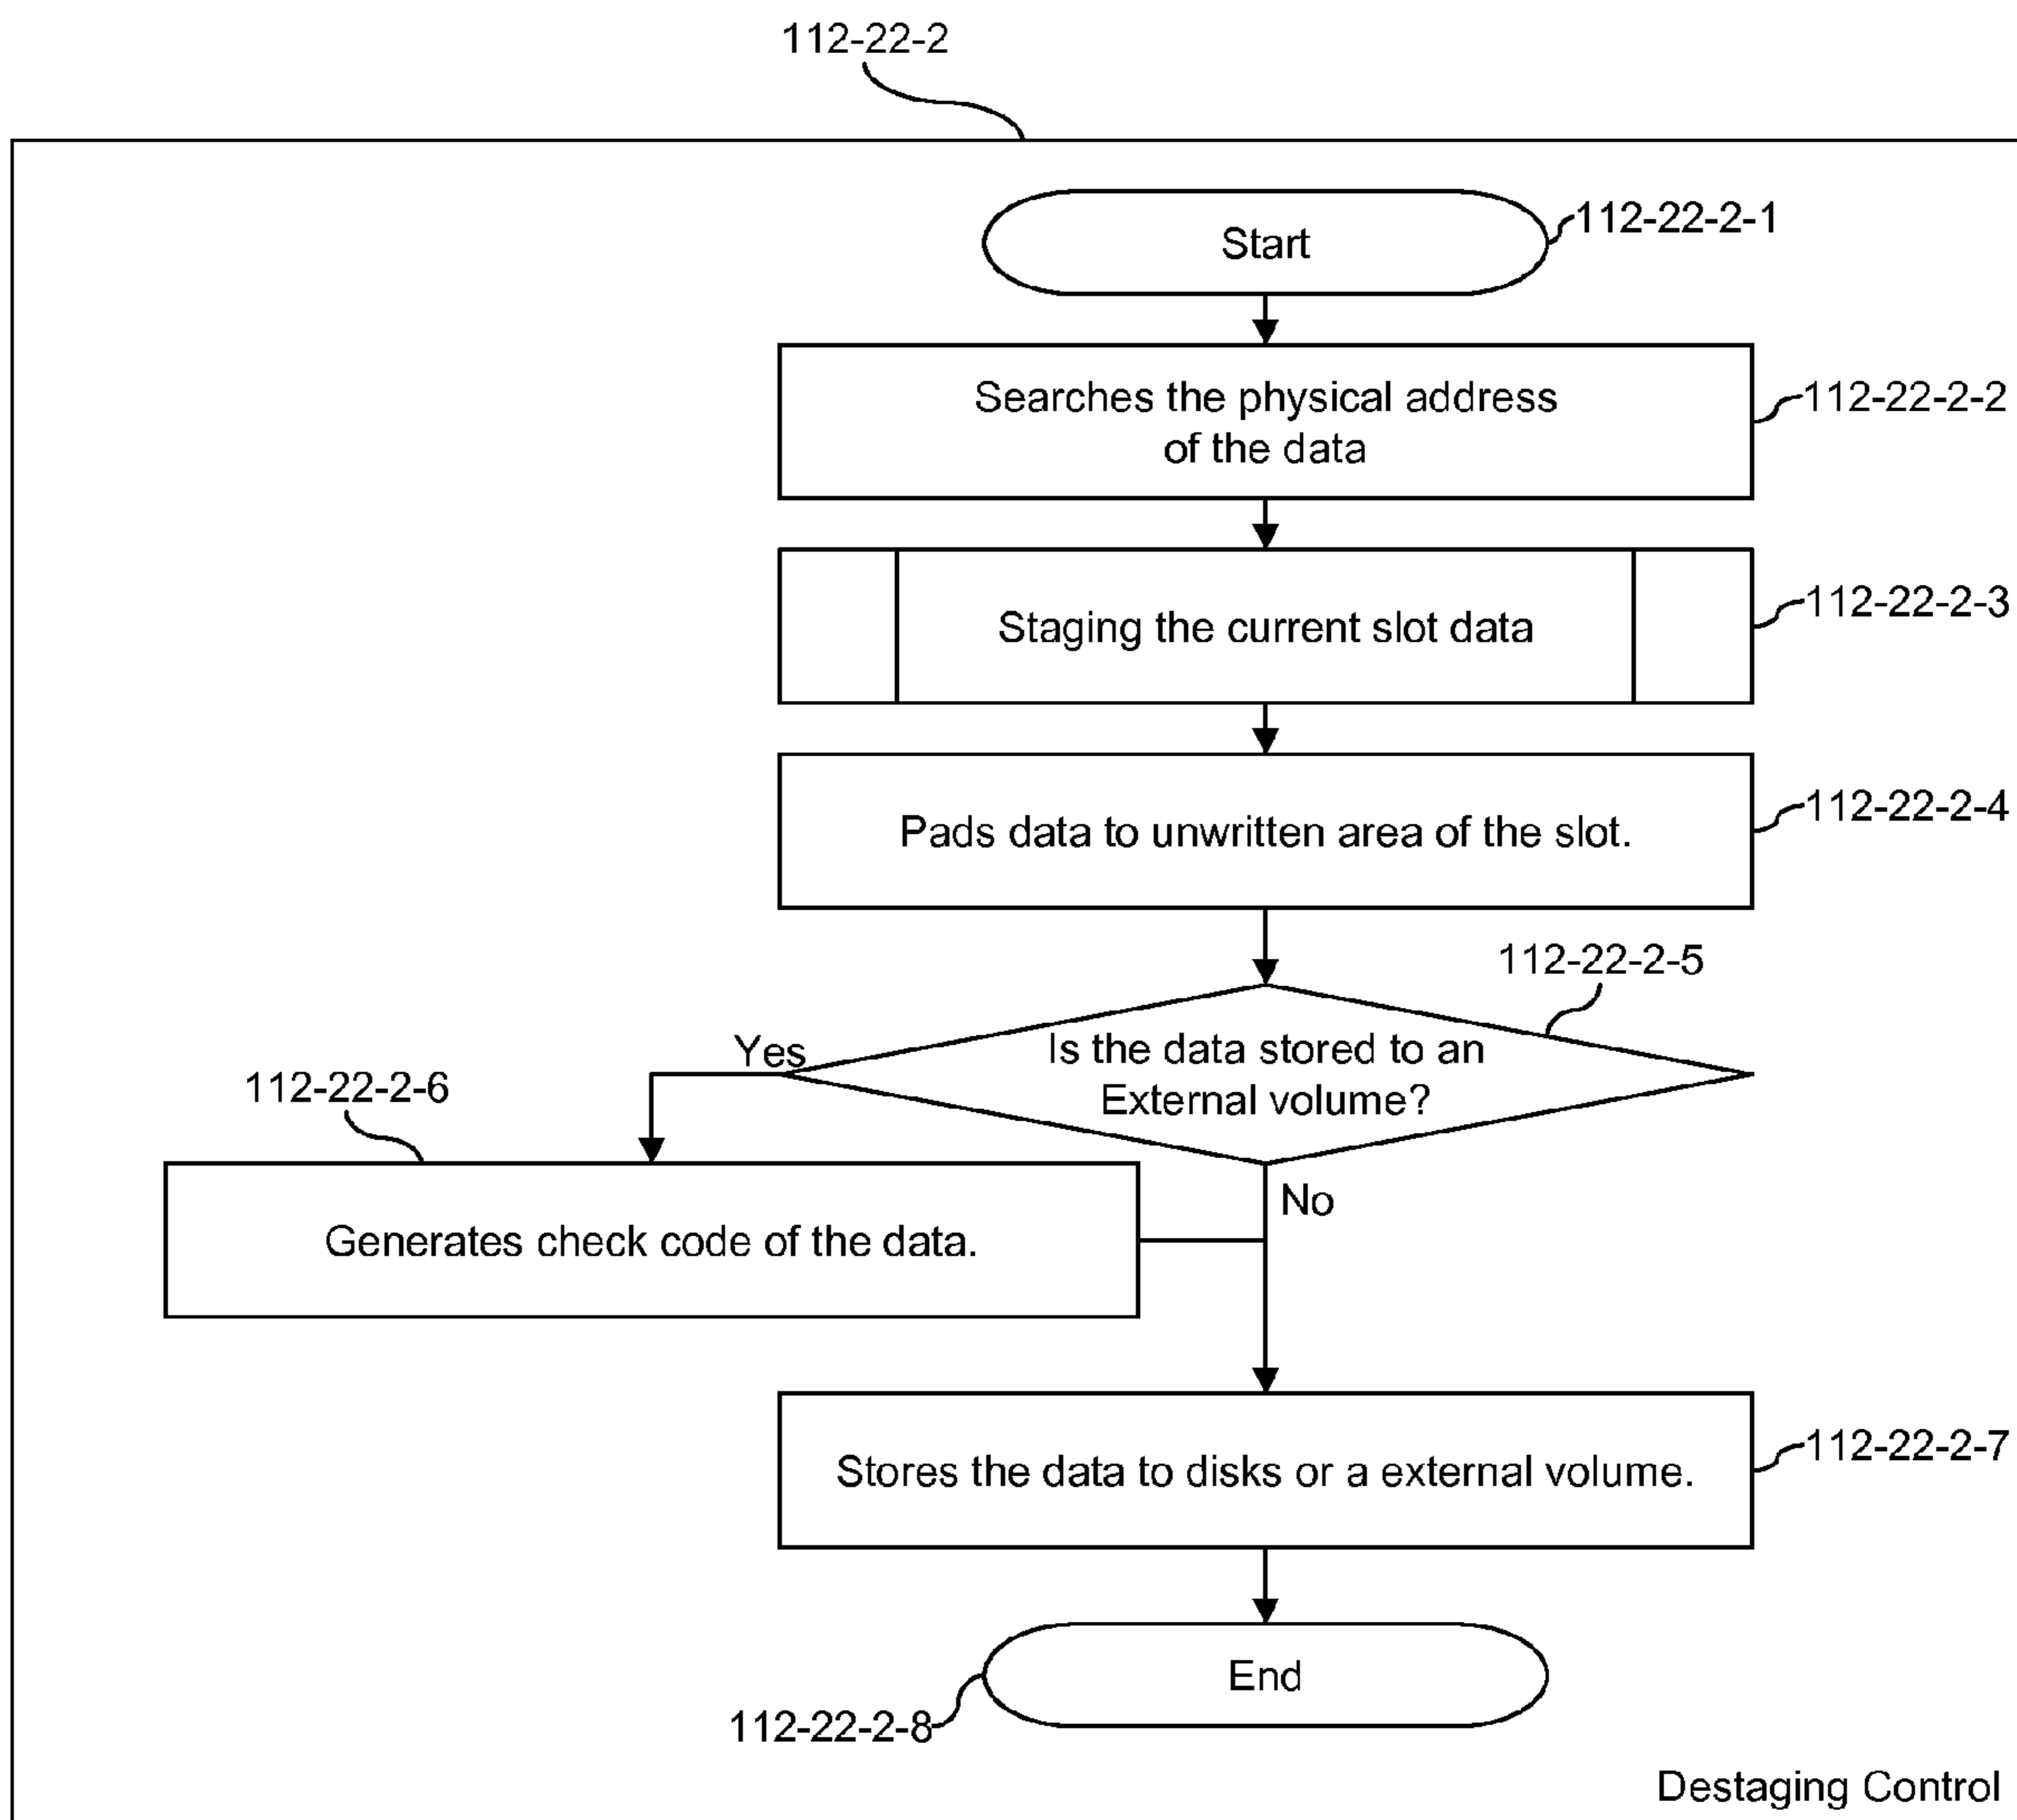 112-22-2
Start
112-22-2-1
Searches the physical address
of the data
112-22-2-2
Staging the current slot data
112-22-2-3
Pads data to unwritten area of the slot.
112-22-2-4
112-22-2-5
Is the data stored to an
External volume?
Yes
No
112-22-2-6
Generates check code of the data.
Stores the data to disks or a external volume.
112-22-2-7
End
112-22-2-8
Destaging Control